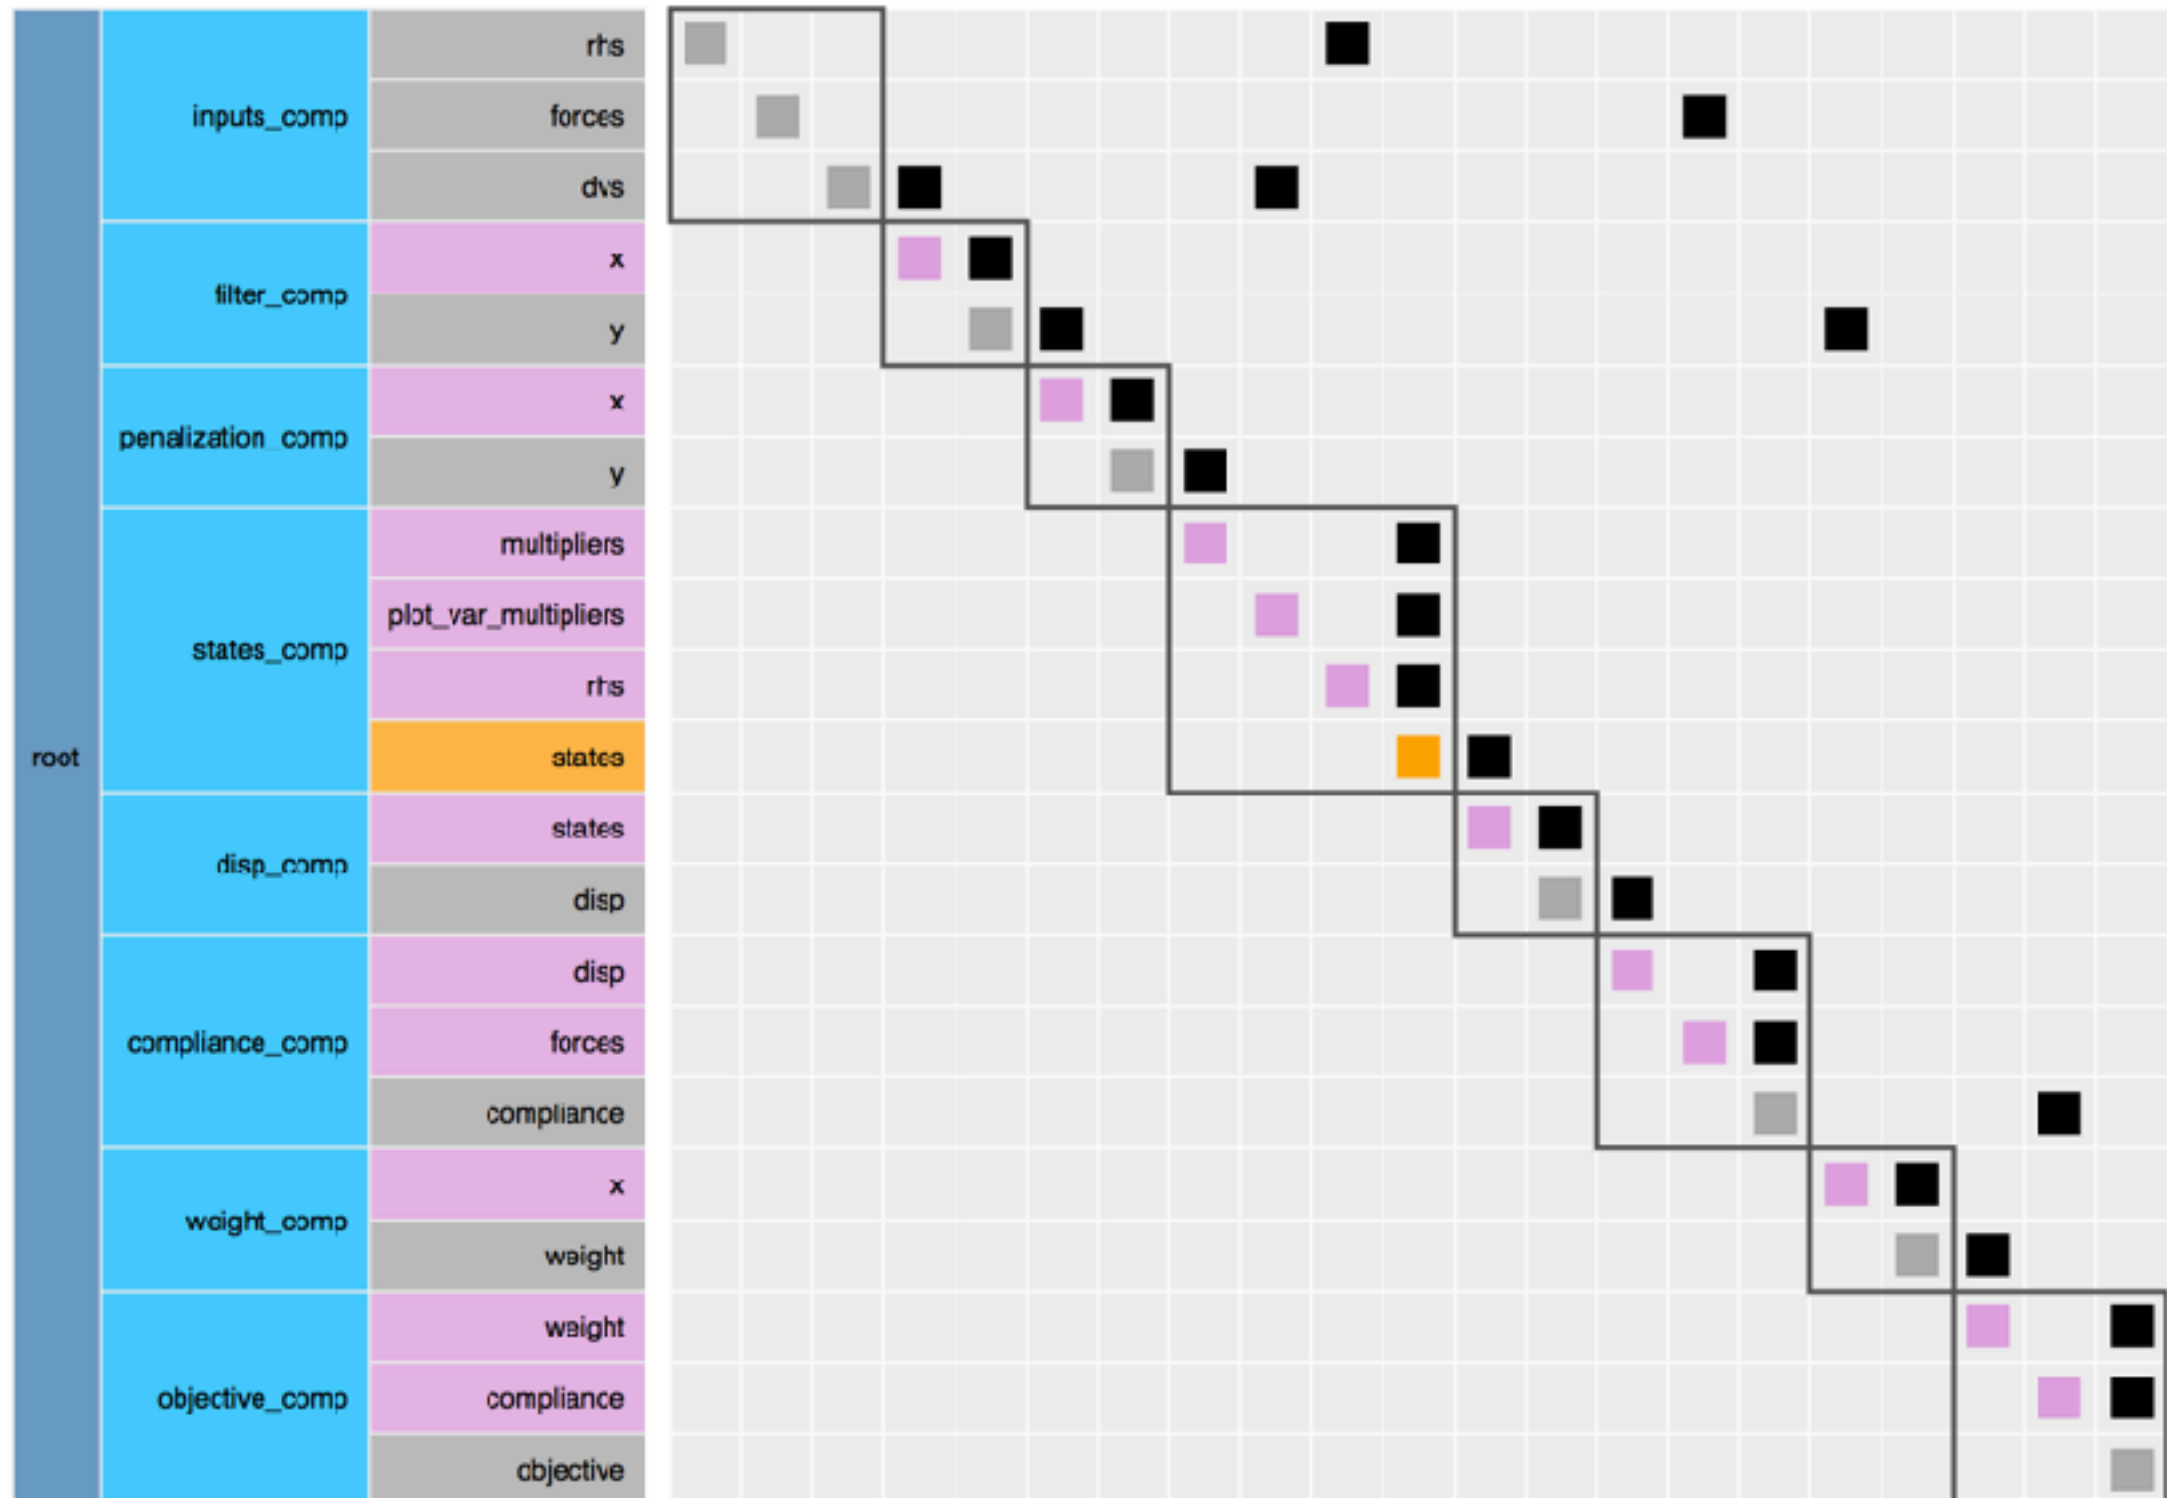 root
inputs_comp
rhs
forces
dvs
filter_comp
x
y
penalization_comp
x
y
states_comp
multipliers
plot_var_multipliers
rhs
states
disp_comp
states
disp
compliance_comp
disp
forces
compliance
weight_comp
x
weight
objective_comp
weight
compliance
objective